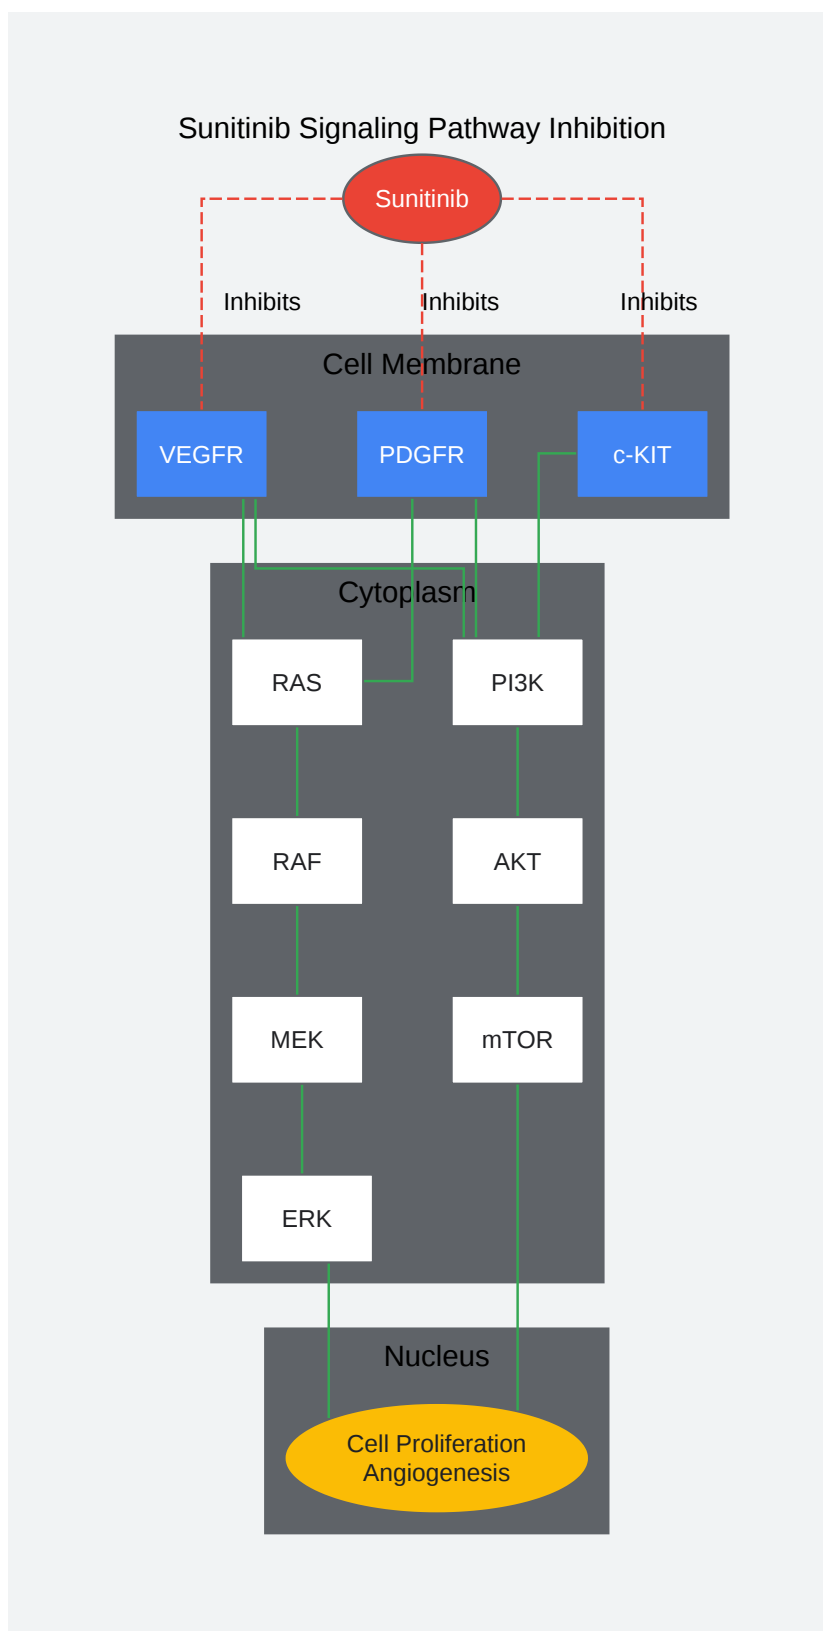 Sunitinib Signaling Pathway Inhibition
Sunitinib
Inhibits
Inhibits
Inhibits
Cell Membrane
VEGFR
PDGFR
c-KIT
Cytoplasm
RAS
PI3K
RAF
AKT
MEK
mTOR
ERK
Nucleus
Cell Proliferation
Angiogenesis